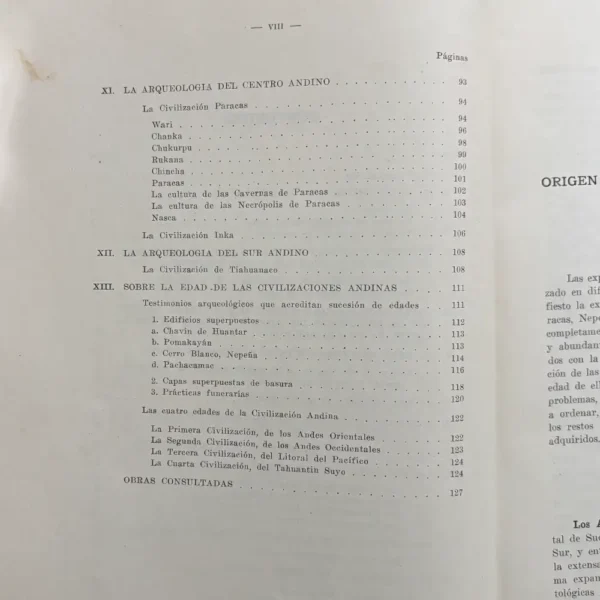 — VIII —
Páginas
XI. LA ARQUEOLOGIA DEL CENTRO ANDINO . . . . . . . . . . . 93
La Civilización Paracas . . . . . . . . . . . . . . . . . 94
Wari . . . . . . . . . . . . . . . . . . . . . . . . 94
Chanka . . . . . . . . . . . . . . . . . . . . . . . 96
Chukurpu . . . . . . . . . . . . . . . . . . . . . . 98
Rukana . . . . . . . . . . . . . . . . . . . . . . . 99
Chincha . . . . . . . . . . . . . . . . . . . . . . . 100
Paracas . . . . . . . . . . . . . . . . . . . . . . . 101
La cultura de las Cavernas de Paracas . . . . . . . . . . 102
La cultura de las Necrópolis de Paracas . . . . . . . . . 103
Nasca . . . . . . . . . . . . . . . . . . . . . . . . 104
La Civilización Inka . . . . . . . . . . . . . . . . . . 106
XII. LA ARQUEOLOGIA DEL SUR ANDINO . . . . . . . . . . . . 108
La Civilización de Tiahuanaco . . . . . . . . . . . . . . 108
XIII. SOBRE LA EDAD DE LAS CIVILIZACIONES ANDINAS . . . . 111
Testimonios arqueológicos que acreditan sucesión de edades . . 111
1. Edificios superpuestos . . . . . . . . . . . . . . . . 112
a. Chavín de Huantar . . . . . . . . . . . . . . . . . . 113
b. Pomakayán . . . . . . . . . . . . . . . . . . . . . 113
c. Cerro Blanco, Nepeña . . . . . . . . . . . . . . . . 114
d. Pachacamac . . . . . . . . . . . . . . . . . . . . . 116
2. Capas superpuestas de basura . . . . . . . . . . . . . 118
3. Prácticas funerarias . . . . . . . . . . . . . . . . . 120
Las cuatro edades de la Civilización Andina . . . . . . . . 122
La Primera Civilización, de los Andes Orientales . . . . . . 122
La Segunda Civilización, de los Andes Occidentales . . . . . 123
La Tercera Civilización, del Litoral del Pacífico . . . . . . 124
La Cuarta Civilización, del Tahuantin Suyo . . . . . . . . 124
OBRAS CONSULTADAS . . . . . . . . . . . . . . . . . . . 127
ORIGEN
Las exp
zado en dif
fiesto la ex
racas, Nepe
completame
y abundan
dos con la
ción de las
edad de el
problemas,
a ordenar,
los restos
adquiridos.
Los A
tal de Su
Sur, y en
la extensa
ma expan
tológicas